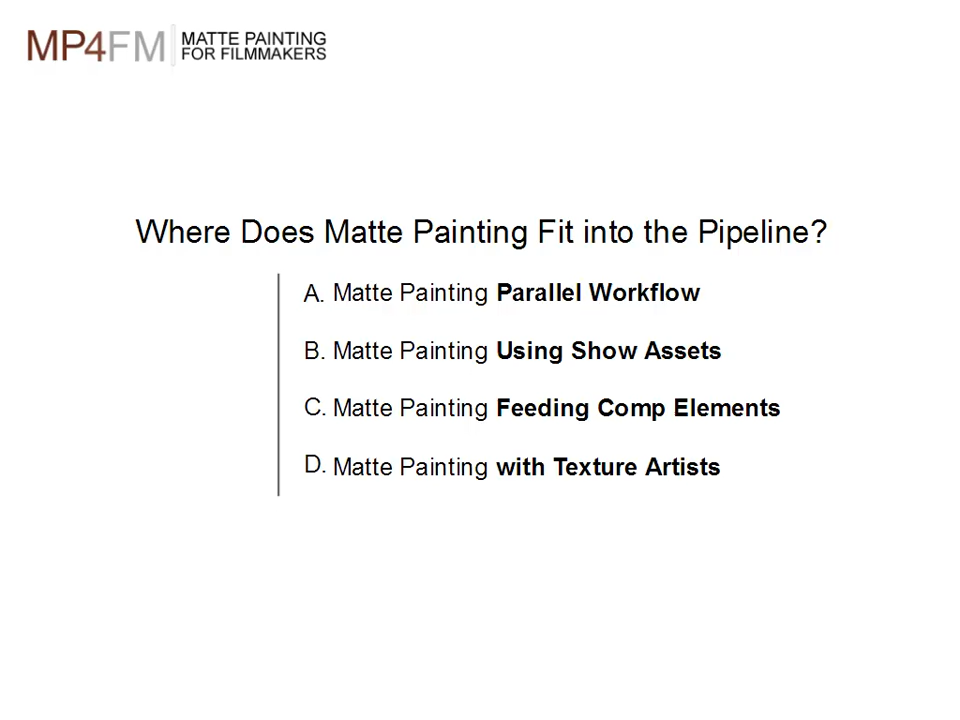 MP4FM
MATTE PAINTING
FOR FILMMAKERS
Where Does Matte Painting Fit into the Pipeline?
A. Matte Painting Parallel Workflow
B. Matte Painting Using Show Assets
C. Matte Painting Feeding Comp Elements
D. Matte Painting with Texture Artists